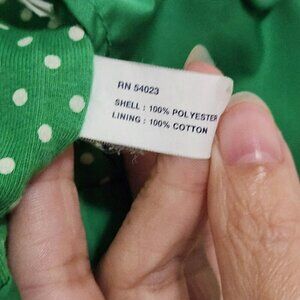 RN 54023
SHELL : 100% POLYESTER
LINING : 100% COTTON